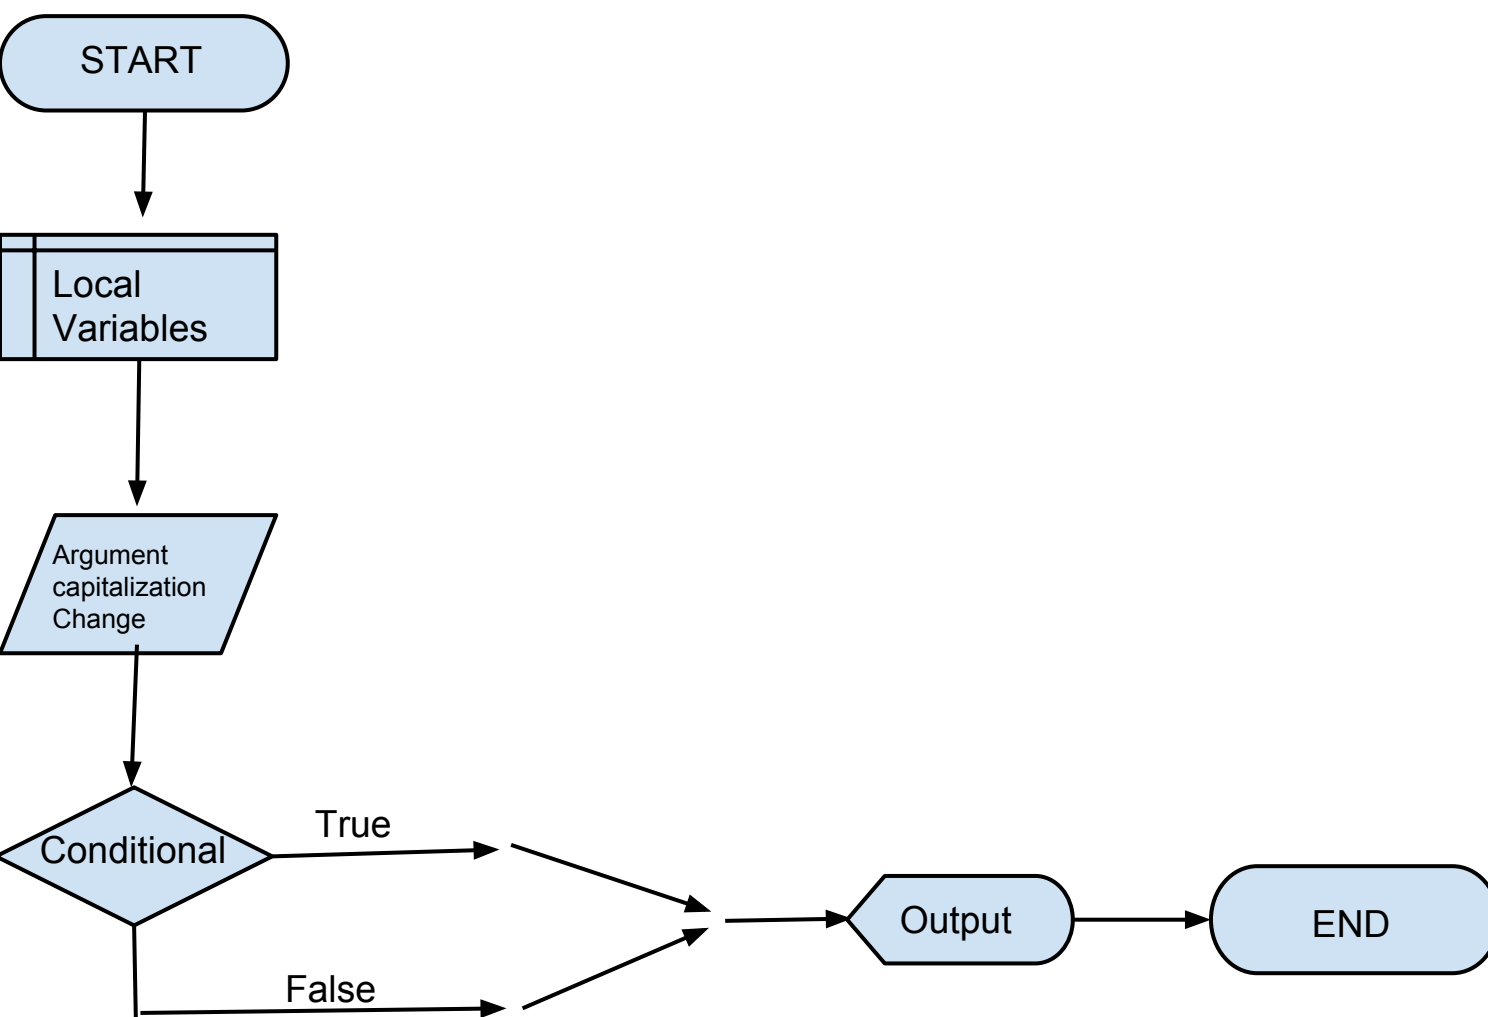 START
Local
Variables
Argument
capitalization
Change
Conditional
True
False
Output
END